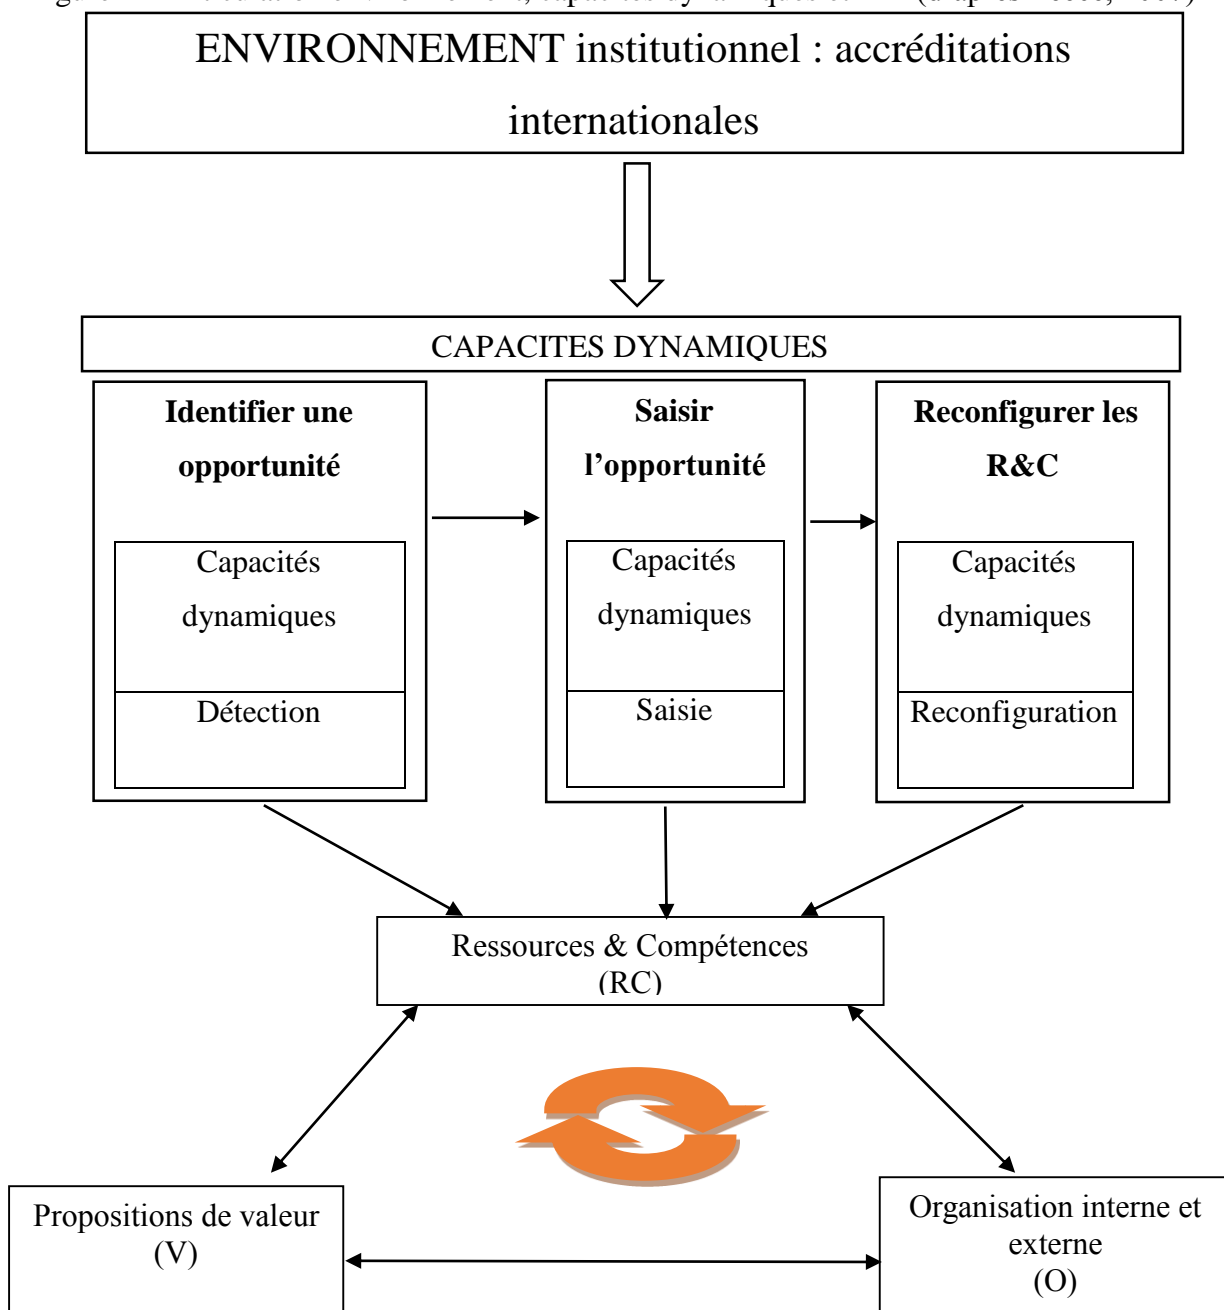 ENVIRONNEMENT institutionnel : accréditations
internationales
CAPACITES DYNAMIQUES
Identifier une
opportunité
Capacités
dynamiques
Détection
Saisir
l’opportunité
Capacités
dynamiques
Saisie
Reconfigurer les
R&C
Capacités
dynamiques
Reconfiguration
Ressources & Compétences
(RC)
Propositions de valeur
(V)
Organisation interne et
externe
(O)